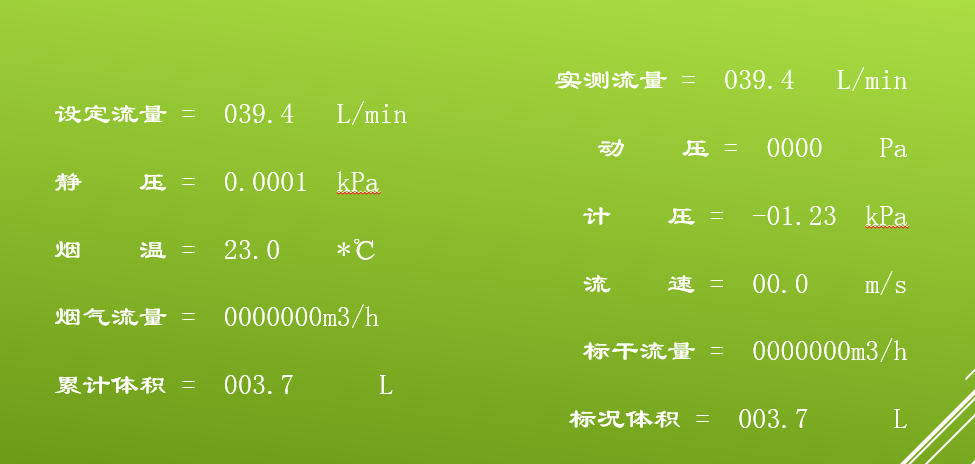 设定流量 = 039.4 L/min
静 压 = 0.0001 kPa
烟 温 = 23.0 *℃
烟气流量 = 0000000m3/h
累计体积 = 003.7 L
实测流量 = 039.4 L/min
动 压 = 0000 Pa
计 压 = -01.23 kPa
流 速 = 00.0 m/s
标干流量 = 0000000m3/h
标况体积 = 003.7 L